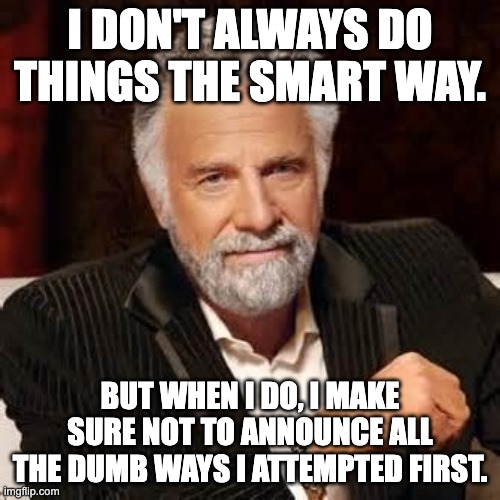 I DON'T ALWAYS DO
THINGS THE SMART WAY.
BUT WHEN I DO, I MAKE
SURE NOT TO ANNOUNCE ALL
THE DUMB WAYS I ATTEMPTED FIRST.
imgflip.com